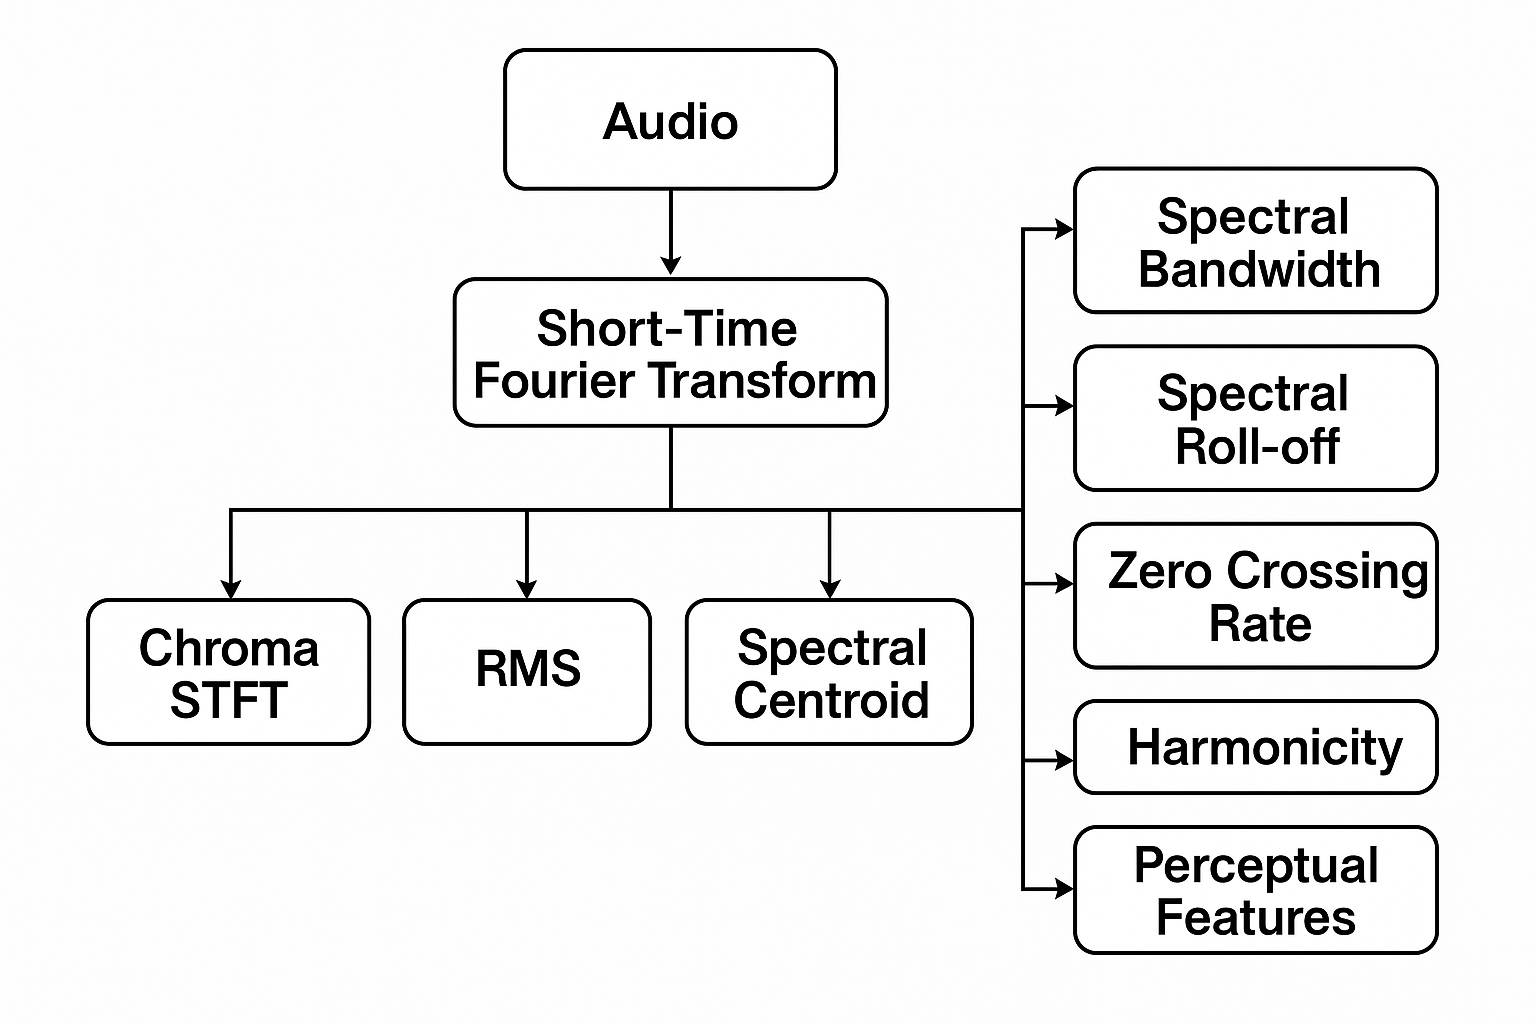 Audio
Short-Time
Fourier Transform
Chroma
STFT
RMS
Spectral
Centroid
Spectral
Bandwidth
Spectral
Roll-off
Zero Crossing
Rate
Harmonicity
Perceptual
Features